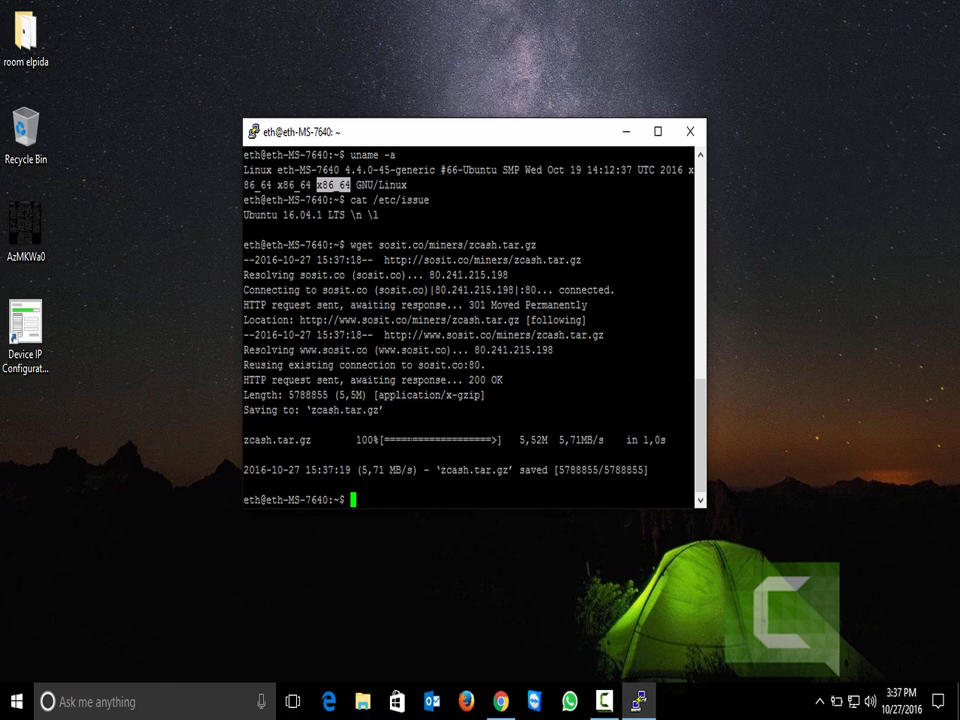 room elpida
Recycle Bin
AzMKWa0
Device IP
Configurat...
eth@eth-MS-7640: ~
eth@eth-MS-7640:~$ uname -a
Linux eth-MS-7640 4.4.0-45-generic #66-Ubuntu SMP Wed Oct 19 14:12:37 UTC 2016 x
86_64 x86_64 x86_64 GNU/Linux
eth@eth-MS-7640:~$ cat /etc/issue
Ubuntu 16.04.1 LTS \n \l
eth@eth-MS-7640:~$ wget sosit.co/miners/zcash.tar.gz
--2016-10-27 15:37:18--  http://sosit.co/miners/zcash.tar.gz
Resolving sosit.co (sosit.co)... 80.241.215.198
Connecting to sosit.co (sosit.co)|80.241.215.198|:80... connected.
HTTP request sent, awaiting response... 301 Moved Permanently
Location: http://www.sosit.co/miners/zcash.tar.gz [following]
--2016-10-27 15:37:18--  http://www.sosit.co/miners/zcash.tar.gz
Resolving www.sosit.co (www.sosit.co)... 80.241.215.198
Reusing existing connection to sosit.co:80.
HTTP request sent, awaiting response... 200 OK
Length: 5788855 (5,5M) [application/x-gzip]
Saving to: ‘zcash.tar.gz’
zcash.tar.gz 100%[===================>] 5,52M 5,71MB/s in 1,0s
2016-10-27 15:37:19 (5,71 MB/s) - ‘zcash.tar.gz’ saved [5788855/5788855]
eth@eth-MS-7640:~$
Ask me anything
3:37 PM
10/27/2016